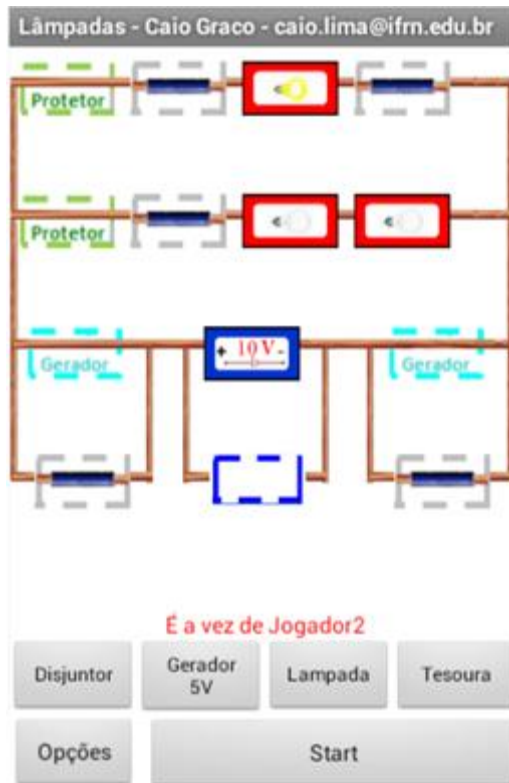 Lâmpadas - Caio Graco - caio.lima@ifrn.edu.br
Protetor
Protetor
Gerador
+ 10 V -
Gerador
É a vez de Jogador2
Disjuntor
Gerador
5V
Lampada
Tesoura
Opções
Start